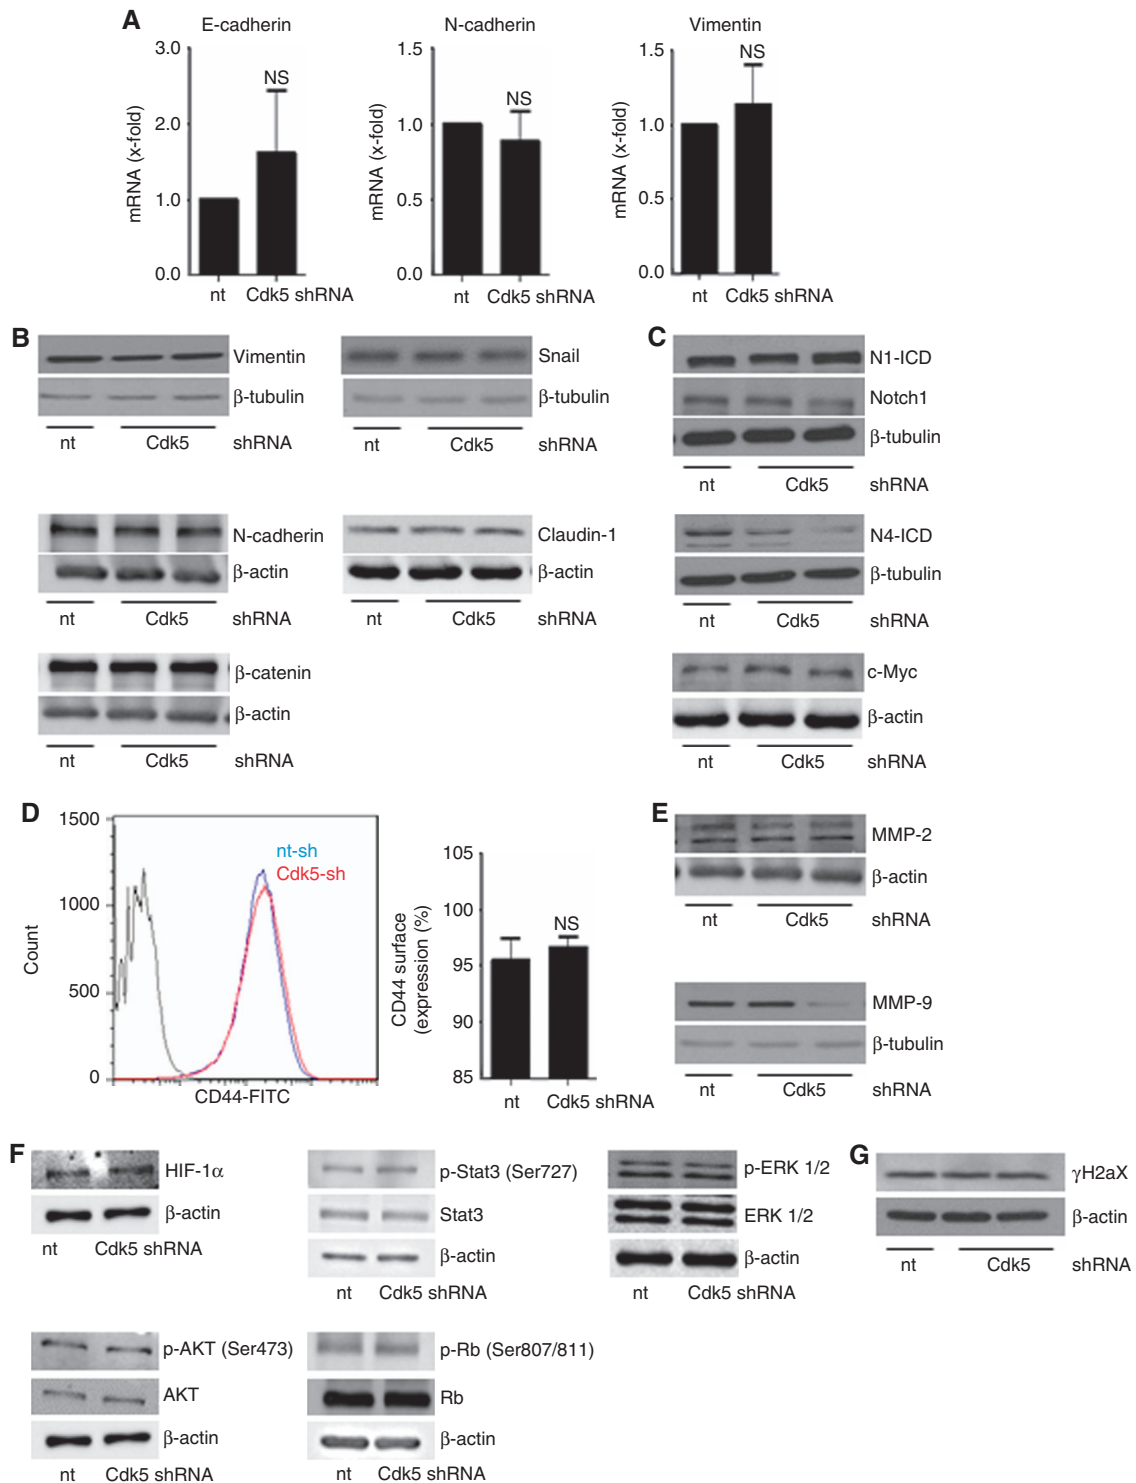 A
E-cadherin
mRNA (x-fold)
3.0
2.0
1.0
0.0
NS
nt
Cdk5 shRNA
N-cadherin
mRNA (x-fold)
1.5
1.0
0.5
0.0
NS
nt
Cdk5 shRNA
Vimentin
mRNA (x-fold)
1.5
1.0
0.5
0.0
NS
nt
Cdk5 shRNA
B
Vimentin
β-tubulin
nt Cdk5 shRNA
Snail
β-tubulin
nt Cdk5 shRNA
N-cadherin
β-actin
nt Cdk5 shRNA
Claudin-1
β-actin
nt Cdk5 shRNA
β-catenin
β-actin
nt Cdk5 shRNA
C
N1-ICD
Notch1
β-tubulin
nt Cdk5 shRNA
N4-ICD
β-tubulin
nt Cdk5 shRNA
c-Myc
β-actin
nt Cdk5 shRNA
D
Count
1500
1000
500
0
nt-sh
Cdk5-sh
CD44-FITC
CD44 surface
(expression (%)
105
100
95
90
85
NS
nt
Cdk5 shRNA
E
MMP-2
β-actin
nt Cdk5 shRNA
MMP-9
β-tubulin
nt Cdk5 shRNA
F
HIF-1α
β-actin
nt Cdk5 shRNA
p-Stat3 (Ser727)
Stat3
β-actin
nt Cdk5 shRNA
p-ERK 1/2
ERK 1/2
β-actin
nt Cdk5 shRNA
p-AKT (Ser473)
AKT
β-actin
nt Cdk5 shRNA
p-Rb (Ser807/811)
Rb
β-actin
nt Cdk5 shRNA
G
γH2aX
β-actin
nt Cdk5 shRNA